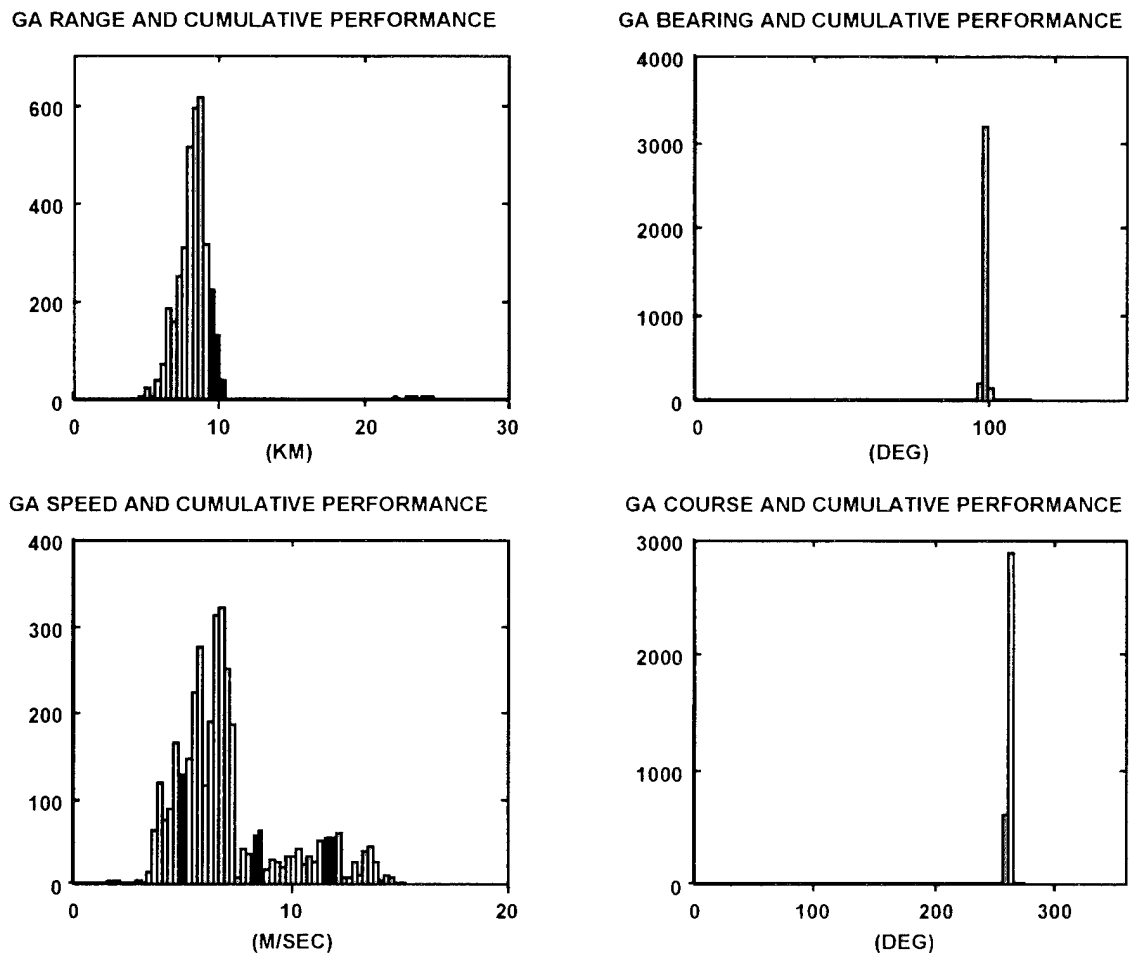 GA RANGE AND CUMULATIVE PERFORMANCE
600
400
200
0
0 10 20 30
(KM)
GA BEARING AND CUMULATIVE PERFORMANCE
4000
3000
2000
1000
0
0 100
(DEG)
GA SPEED AND CUMULATIVE PERFORMANCE
400
300
200
100
0
0 10 20
(M/SEC)
GA COURSE AND CUMULATIVE PERFORMANCE
3000
2000
1000
0
0 100 200 300
(DEG)